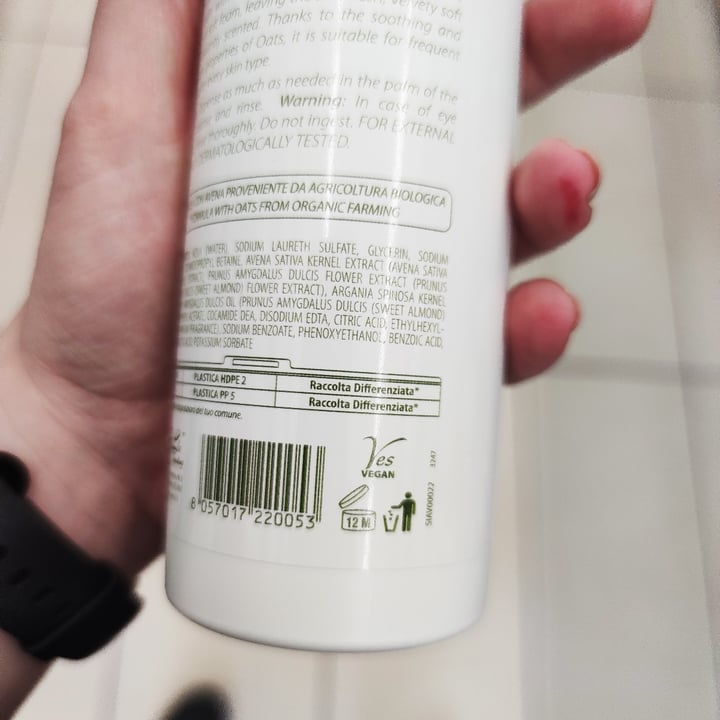 foam, leaving the velvety soft
scented. Thanks to the soothing and
properties of Oats, it is suitable for frequent
skin type.
as much as needed in the palm of the
and rinse. Warning: In case of eye
thoroughly. Do not ingest. FOR EXTERNAL
DERMATOLOGICALLY TESTED.
AVENA PROVENIENTE DA AGRICOLTURA BIOLOGICA
FORMULA WITH OATS FROM ORGANIC FARMING
(WATER), SODIUM LAURETH SULFATE, GLYCERIN, SODIUM
BETAINE, AVENA SATIVA KERNEL EXTRACT (AVENA SATIVA
PRUNUS AMYGDALUS DULCIS FLOWER EXTRACT (PRUNUS
(SWEET ALMOND) FLOWER EXTRACT), ARGANIA SPINOSA KERNEL
DULCIS OIL (PRUNUS AMYGDALUS DULCIS (SWEET ALMOND)
ACETATE, COCAMIDE DEA, DISODIUM EDTA, CITRIC ACID, ETHYLHEXYL-
FRAGRANCE), SODIUM BENZOATE, PHENOXYETHANOL, BENZOIC ACID,
ACID, POTASSIUM SORBATE
PLASTICA HDPE 2 Raccolta Differenziata*
PLASTICA PP 5 Raccolta Differenziata*
del tuo comune.
Yes
VEGAN
8 057017 220053
12 M
SIAV00022 3247